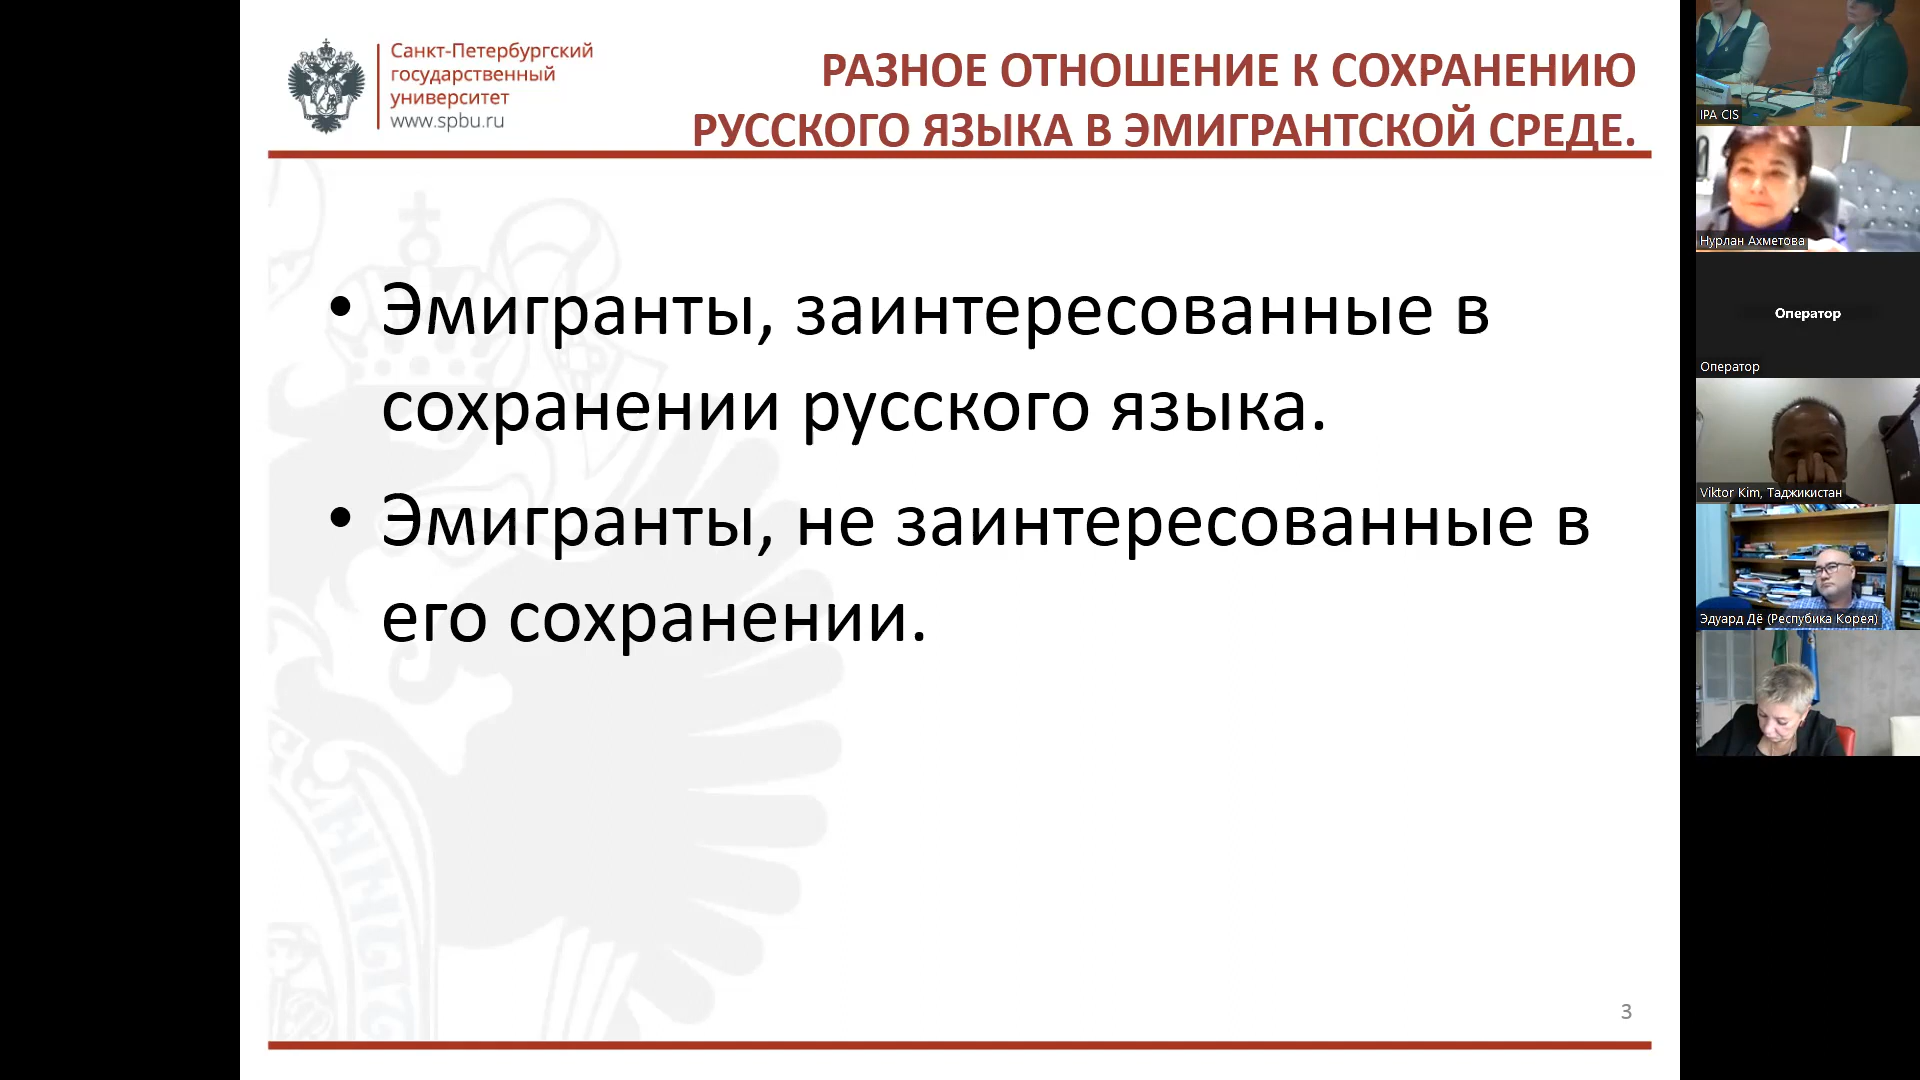 Санкт-Петербургский
государственный
университет
www.spbu.ru
РАЗНОЕ ОТНОШЕНИЕ К СОХРАНЕНИЮ
РУССКОГО ЯЗЫКА В ЭМИГРАНТСКОЙ СРЕДЕ.
• Эмигранты, заинтересованные в
сохранении русского языка.
• Эмигранты, не заинтересованные в
его сохранении.
3
IPA CIS
Нурлан Ахметова
Оператор
Оператор
Viktor Kim, Таджикистан
Эдуард Дё (Респубика Корея)